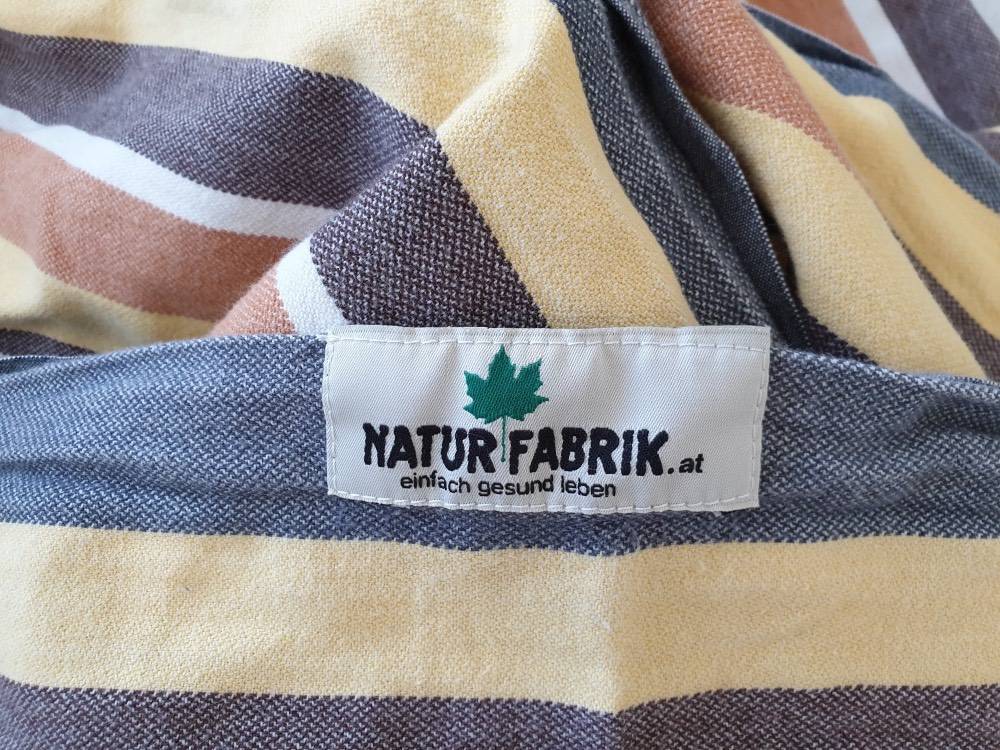 NATUR FABRIK.at
einfach gesund leben